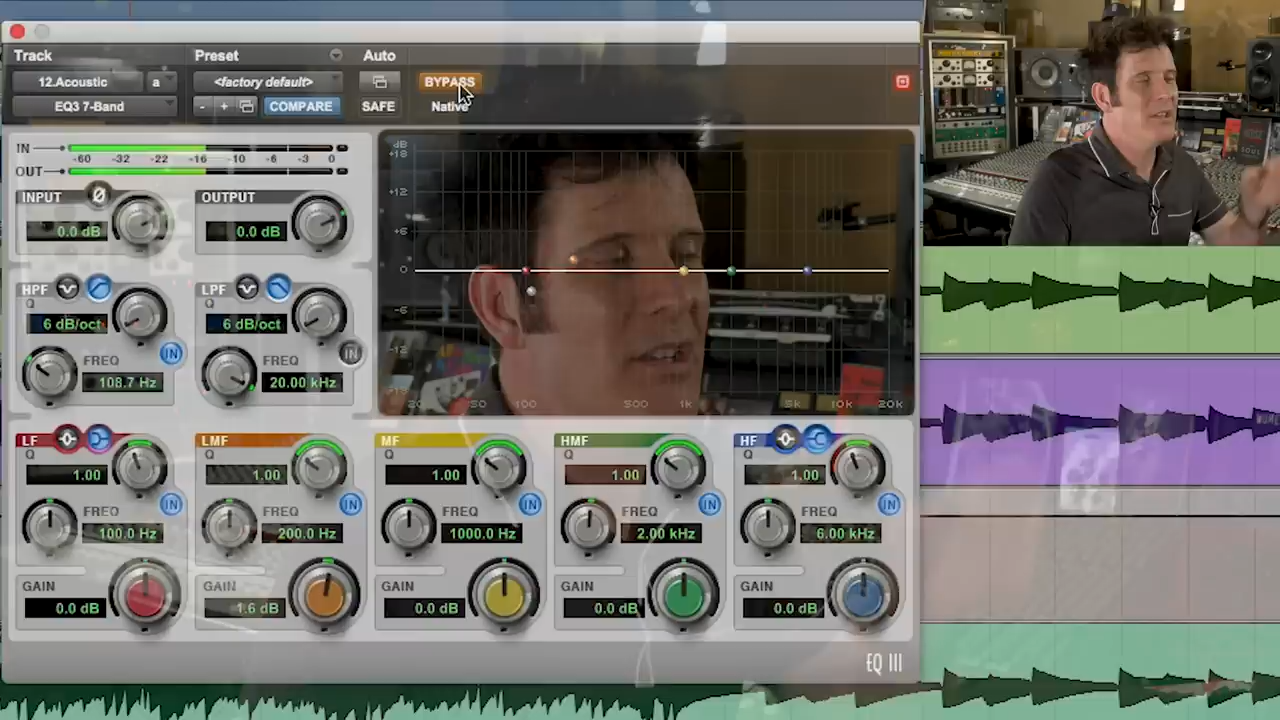 Track Preset Auto
12.Acoustic a <factory default> BYPASS
EQ3 7-Band - + COMPARE SAFE Native
IN
-60 -32 -22 -16 -10 -6 -3 0
OUT
INPUT Ø OUTPUT
0.0 dB 0.0 dB
HPF LPF
Q Q
6 dB/oct 6 dB/oct
IN IN
FREQ FREQ
108.7 Hz 20.00 kHz
dB
+18
+12
+6
0
-6
-12
20 50 100 500 1k 5k 10k 20k
LF LMF MF HMF HF
Q Q Q Q Q
1.00 1.00 1.00 1.00 1.00
IN IN IN IN IN
FREQ FREQ FREQ FREQ FREQ
100.0 Hz 200.0 Hz 1000.0 Hz 2.00 kHz 6.00 kHz
GAIN GAIN GAIN GAIN GAIN
0.0 dB 1.6 dB 0.0 dB 0.0 dB 0.0 dB
EQ III